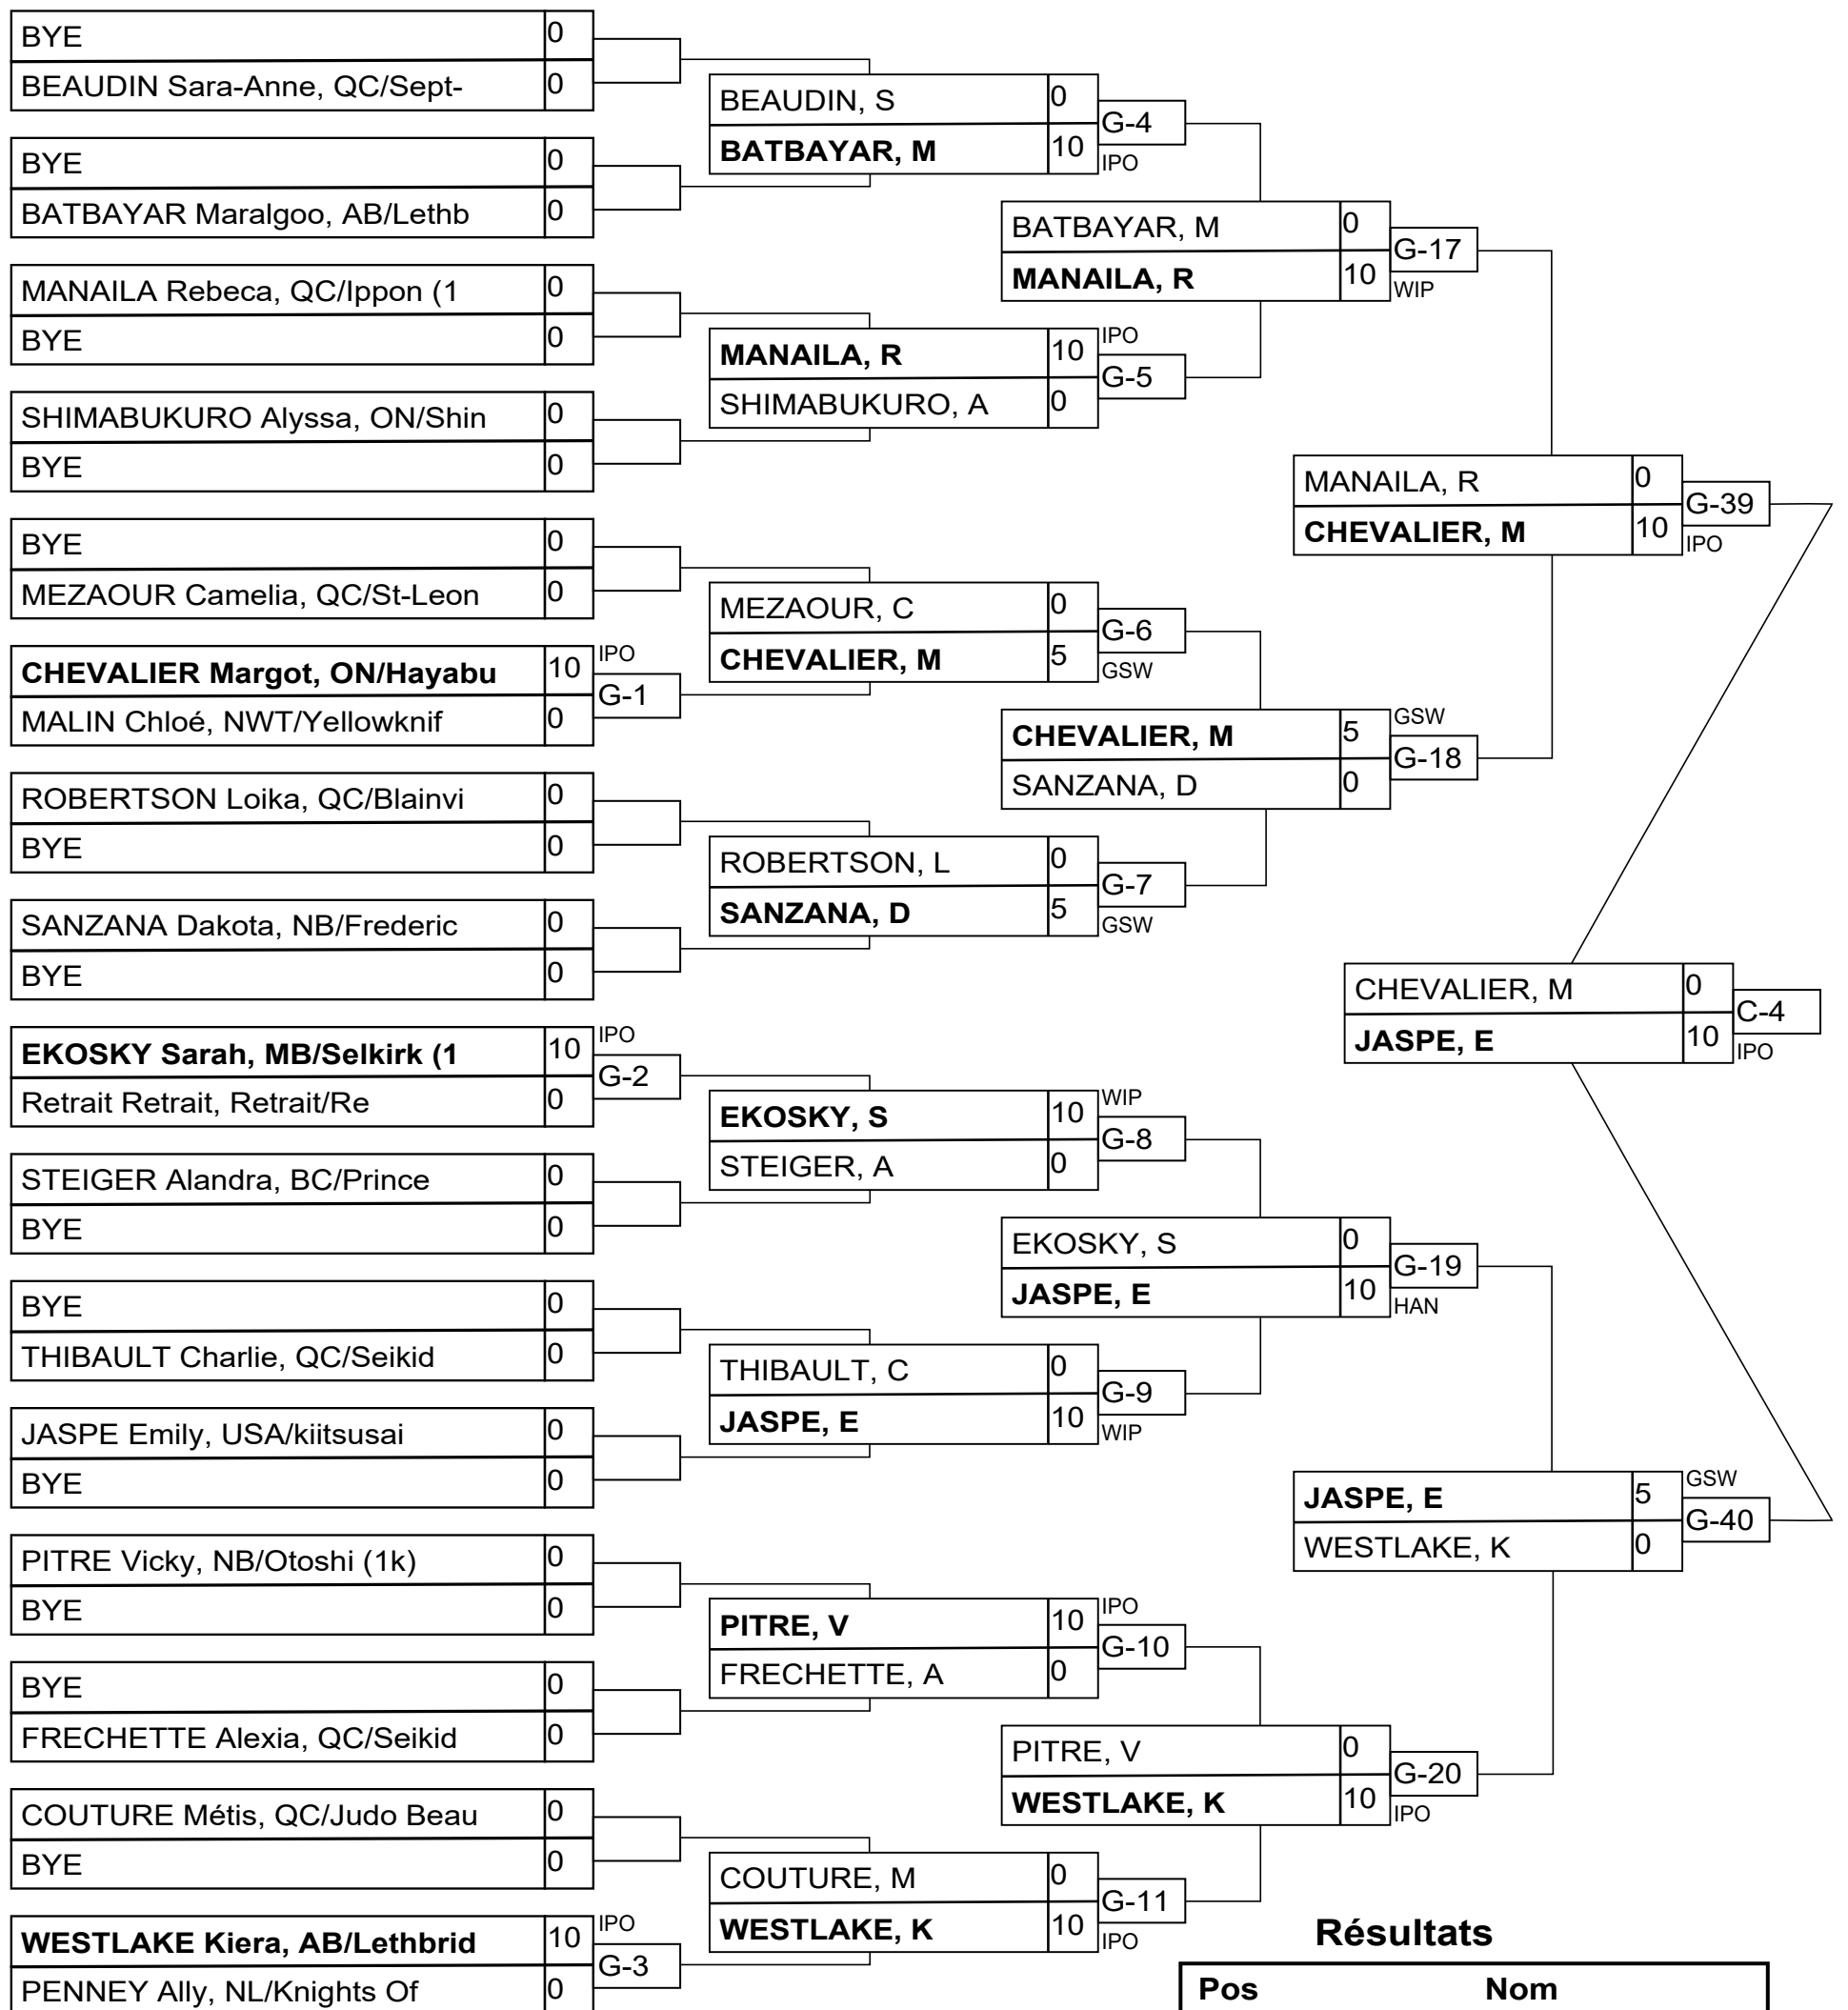 BYE 0
BEAUDIN Sara-Anne, QC/Sept- 0
BYE 0
BATBAYAR Maralgoo, AB/Lethb 0
MANAILA Rebeca, QC/Ippon (1 0
BYE 0
SHIMABUKURO Alyssa, ON/Shin 0
BYE 0
BYE 0
MEZAOUR Camelia, QC/St-Leon 0
CHEVALIER Margot, ON/Hayabu 10 IPO
G-1
MALIN Chloé, NWT/Yellowknif 0
ROBERTSON Loika, QC/Blainvi 0
BYE 0
SANZANA Dakota, NB/Frederic 0
BYE 0
EKOSKY Sarah, MB/Selkirk (1 10 IPO
G-2
Retrait Retrait, Retrait/Re 0
STEIGER Alandra, BC/Prince 0
BYE 0
BYE 0
THIBAULT Charlie, QC/Seikid 0
JASPE Emily, USA/kiitsusai 0
BYE 0
PITRE Vicky, NB/Otoshi (1k) 0
BYE 0
BYE 0
FRECHETTE Alexia, QC/Seikid 0
COUTURE Métis, QC/Judo Beau 0
BYE 0
WESTLAKE Kiera, AB/Lethbrid 10 IPO
G-3
PENNEY Ally, NL/Knights Of 0
BEAUDIN, S 0
G-4
BATBAYAR, M 10 IPO
MANAILA, R 10 IPO
G-5
SHIMABUKURO, A 0
MEZAOUR, C 0
G-6
CHEVALIER, M 5 GSW
ROBERTSON, L 0
G-7
SANZANA, D 5 GSW
EKOSKY, S 10 WIP
G-8
STEIGER, A 0
THIBAULT, C 0
G-9
JASPE, E 10 WIP
PITRE, V 10 IPO
G-10
FRECHETTE, A 0
COUTURE, M 0
G-11
WESTLAKE, K 10 IPO
BATBAYAR, M 0
G-17
MANAILA, R 10 WIP
CHEVALIER, M 5 GSW
G-18
SANZANA, D 0
EKOSKY, S 0
G-19
JASPE, E 10 HAN
PITRE, V 0
G-20
WESTLAKE, K 10 IPO
MANAILA, R 0
G-39
CHEVALIER, M 10 IPO
JASPE, E 5 GSW
G-40
WESTLAKE, K 0
CHEVALIER, M 0
C-4
JASPE, E 10 IPO
Résultats
Pos Nom